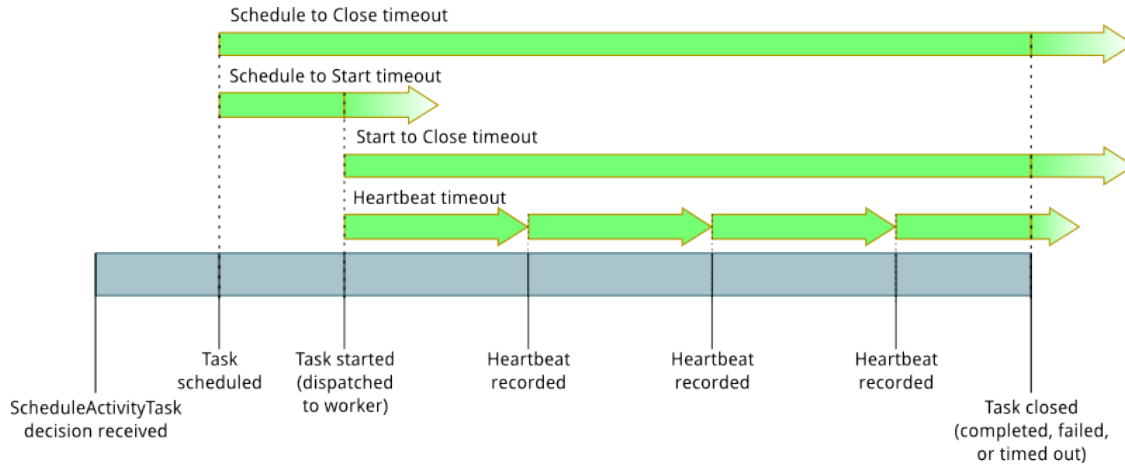 Schedule to Close timeout
Schedule to Start timeout
Start to Close timeout
Heartbeat timeout
Task
scheduled
Task started
(dispatched
to worker)
Heartbeat
recorded
Heartbeat
recorded
Heartbeat
recorded
ScheduleActivityTask
decision received
Task closed
(completed, failed,
or timed out)